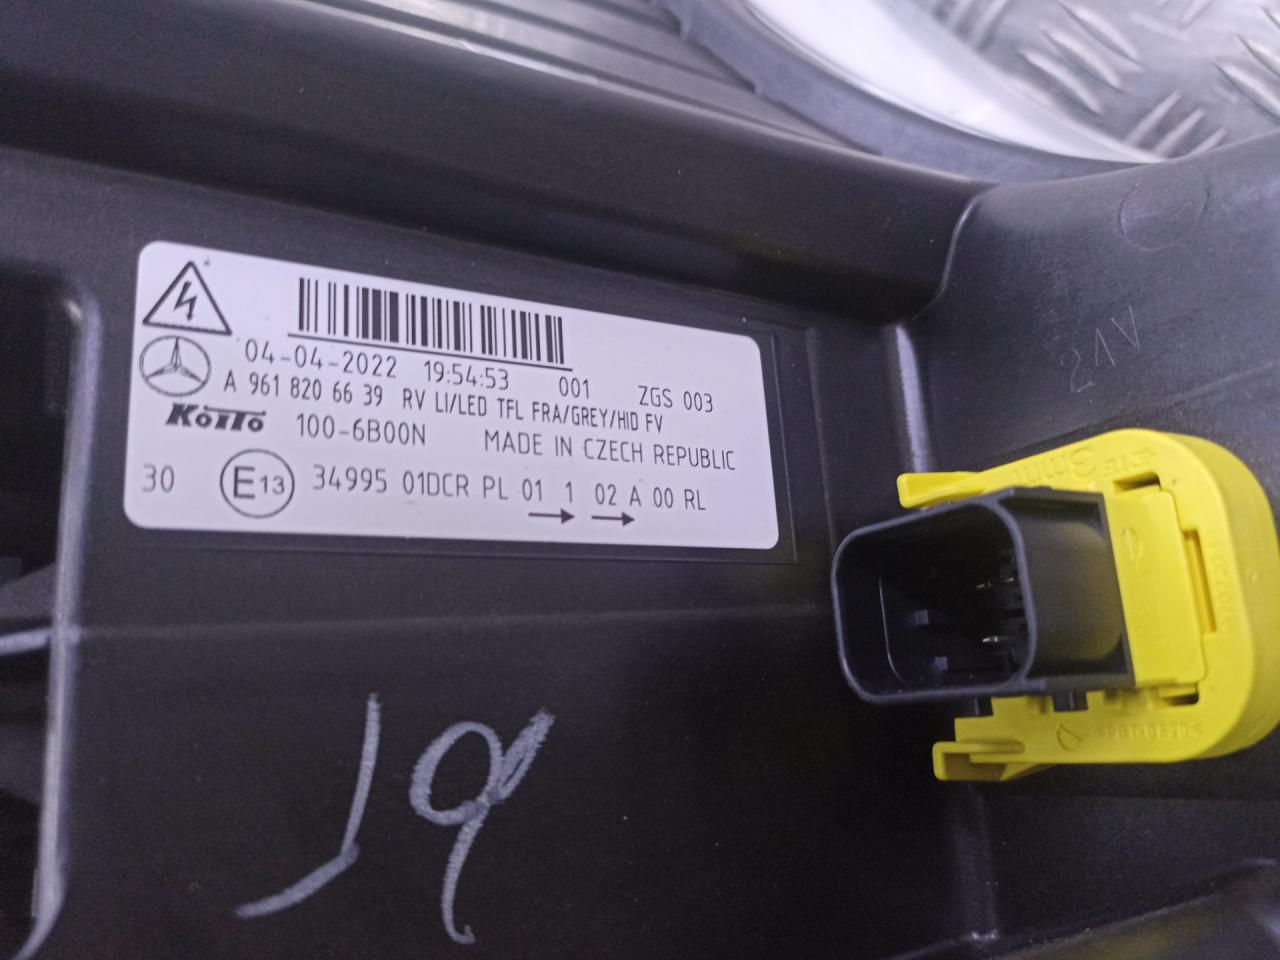 04-04-2022 19:54:53 001 ZGS 003
A 961 820 66 39 RV LI/LED TFL FRA/GREY/HID FV
KOITO 100-6B00N MADE IN CZECH REPUBLIC
30 E13 34995 01DCR PL 01 1 02 A 00 RL
24V